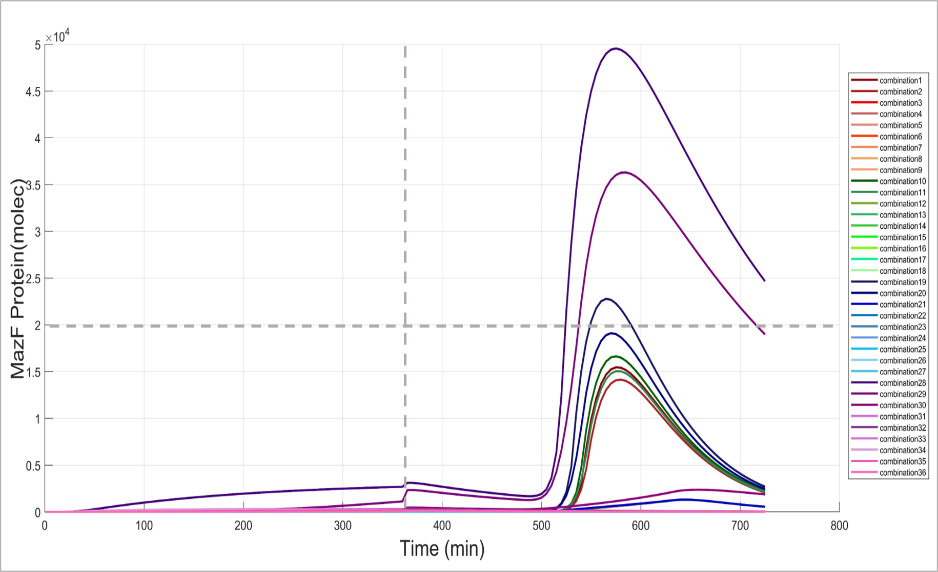 ×10⁴
5
4.5
4
3.5
3
2.5
2
1.5
1
0.5
0
MazF Protein(molec)
0 100 200 300 400 500 600 700 800
Time (min)
combination1
combination2
combination3
combination4
combination5
combination6
combination7
combination8
combination9
combination10
combination11
combination12
combination13
combination14
combination15
combination16
combination17
combination18
combination19
combination20
combination21
combination22
combination23
combination24
combination25
combination26
combination27
combination28
combination29
combination30
combination31
combination32
combination33
combination34
combination35
combination36